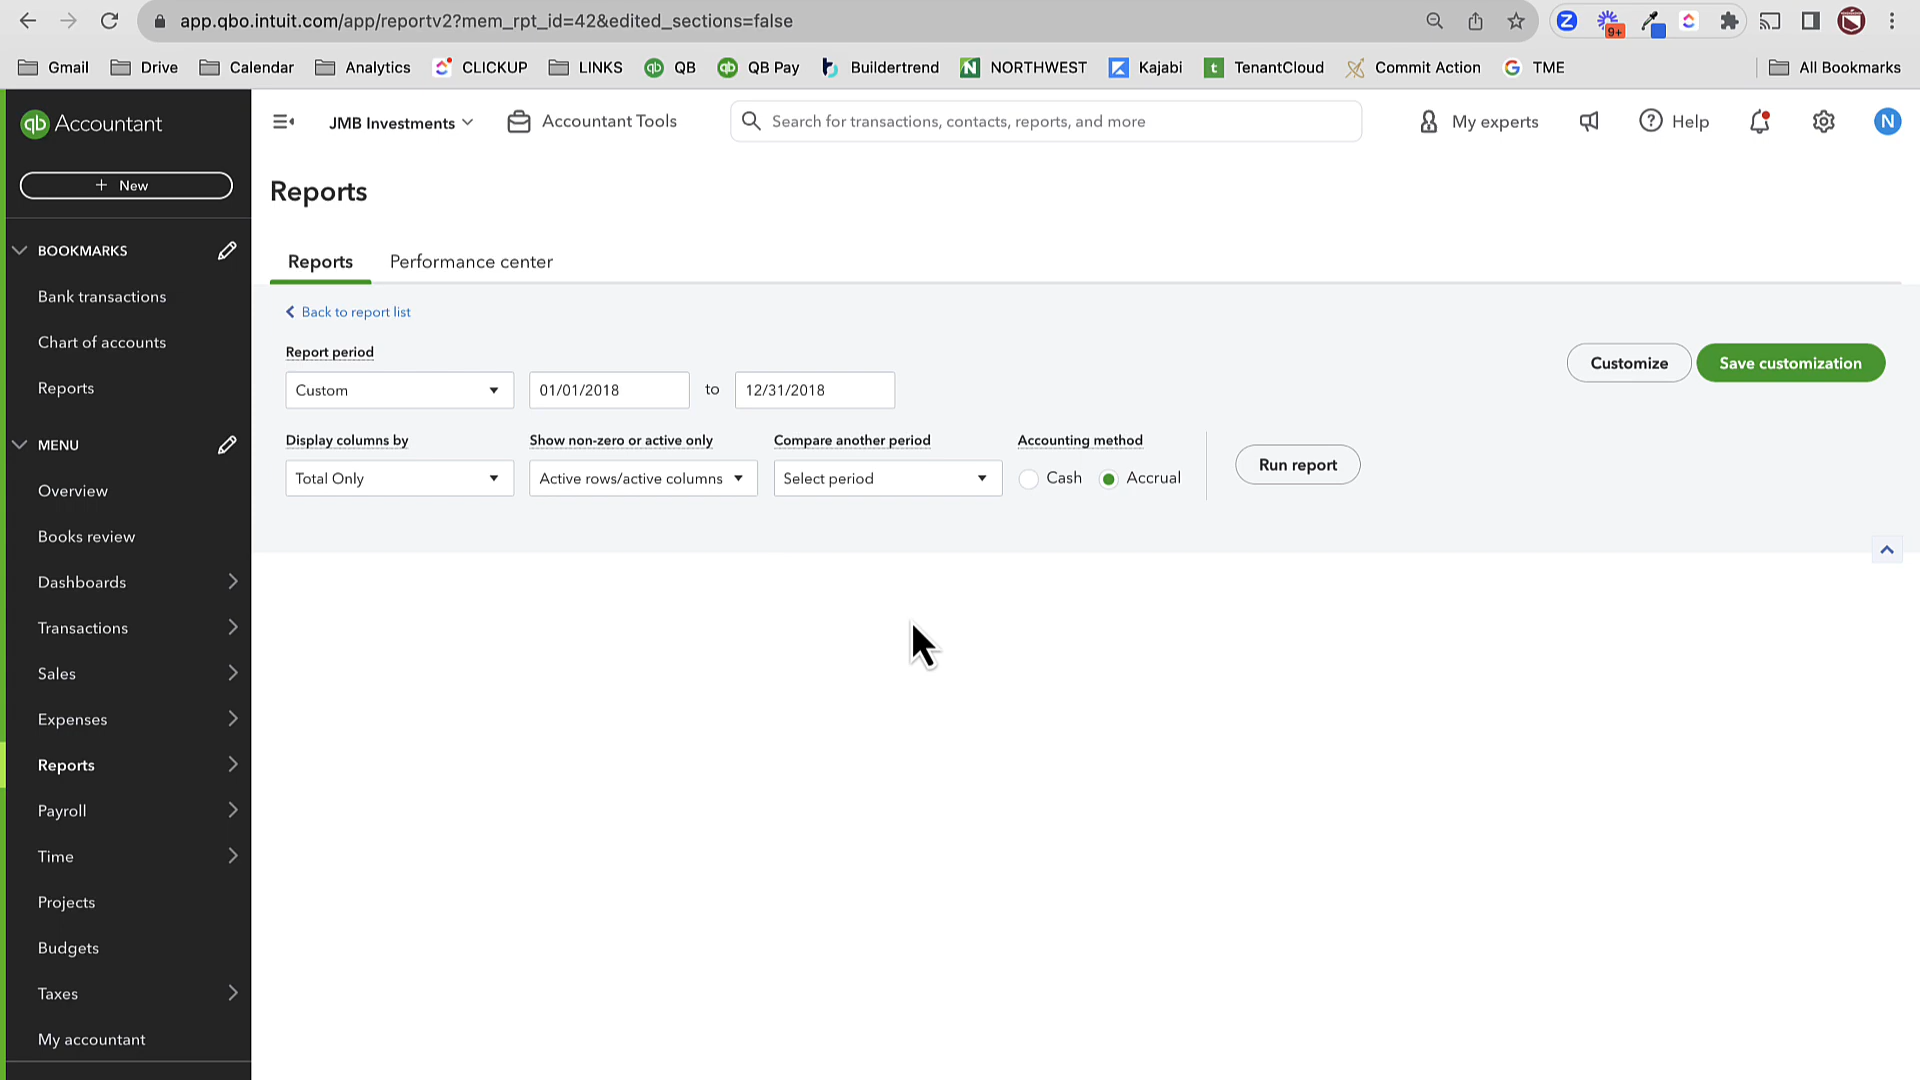 app.qbo.intuit.com/app/reportv2?mem_rpt_id=42&edited_sections=false
9+
Gmail Drive Calendar Analytics CLICKUP LINKS QB QB Pay Buildertrend NORTHWEST Kajabi TenantCloud Commit Action TME All Bookmarks
qb Accountant
JMB Investments
Accountant Tools
Search for transactions, contacts, reports, and more
My experts
Help
N
+ New
BOOKMARKS
Bank transactions
Chart of accounts
Reports
MENU
Overview
Books review
Dashboards
Transactions
Sales
Expenses
Reports
Payroll
Time
Projects
Budgets
Taxes
My accountant
Reports
Reports Performance center
Back to report list
Report period
Custom 01/01/2018 to 12/31/2018
Customize Save customization
Display columns by Show non-zero or active only Compare another period Accounting method
Total Only Active rows/active columns Select period Cash Accrual
Run report